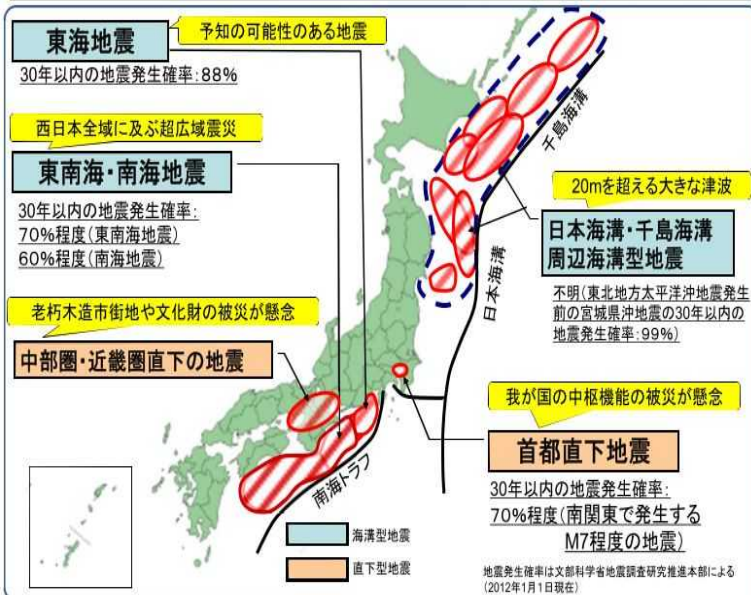 東海地震
予知の可能性のある地震
30年以内の地震発生確率:88%
西日本全域に及ぶ超広域震災
東南海・南海地震
30年以内の地震発生確率:
70%程度(東南海地震)
60%程度(南海地震)
老朽木造市街地や文化財の被災が懸念
中部圏・近畿圏直下の地震
千島海溝
20mを超える大きな津波
日本海溝・千島海溝
周辺海溝型地震
不明(東北地方太平洋沖地震発生
前の宮城県沖地震の30年以内の
地震発生確率:99%)
日本海溝
我が国の中枢機能の被災が懸念
首都直下地震
30年以内の地震発生確率:
70%程度(南関東で発生する
M7程度の地震)
南海トラフ
海溝型地震
直下型地震
地震発生確率は文部科学省地震調査研究推進本部による
(2012年1月1日現在)